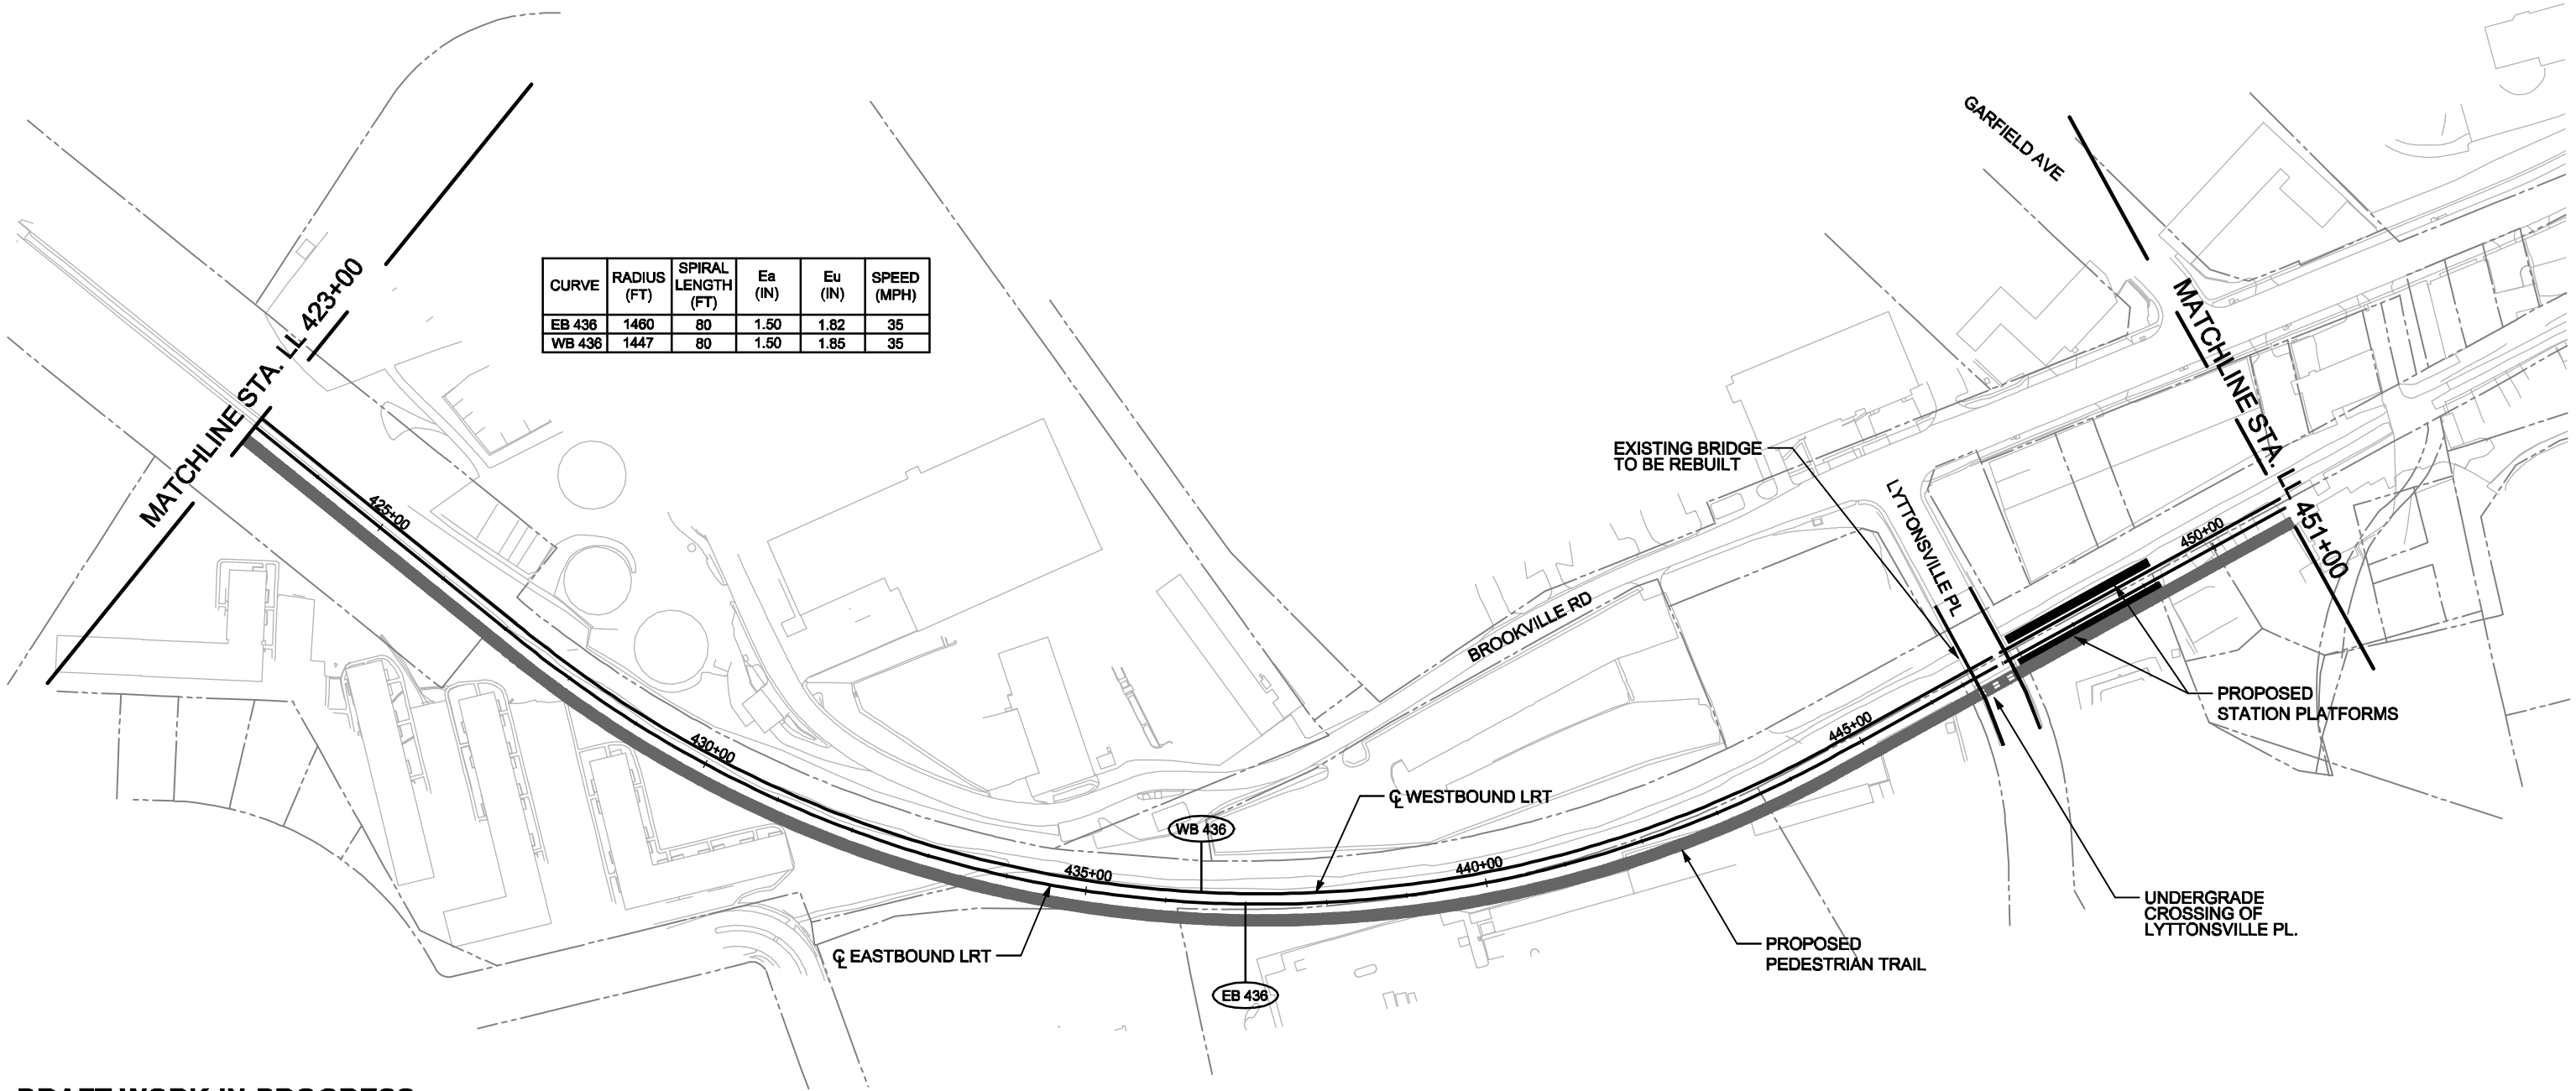 GARFIELD AVE
MATCHLINE STA. LL 423+00
CURVE RADIUS (FT) SPIRAL LENGTH (FT) Ea (IN) Eu (IN) SPEED (MPH)
EB 436 1460 80 1.50 1.82 35
WB 436 1447 80 1.50 1.85 35
MATCHLINE STA. LL 451+00
EXISTING BRIDGE
TO BE REBUILT
LYTTONSVILLE PL
425+00
450+00
BROOKVILLE RD
PROPOSED
STATION PLATFORMS
430+00
445+00
℄ WESTBOUND LRT
WB 436
435+00
440+00
UNDERGRADE
CROSSING OF
LYTTONSVILLE PL.
℄ EASTBOUND LRT
PROPOSED
PEDESTRIAN TRAIL
EB 436
DRAFT WORK IN PROGRESS